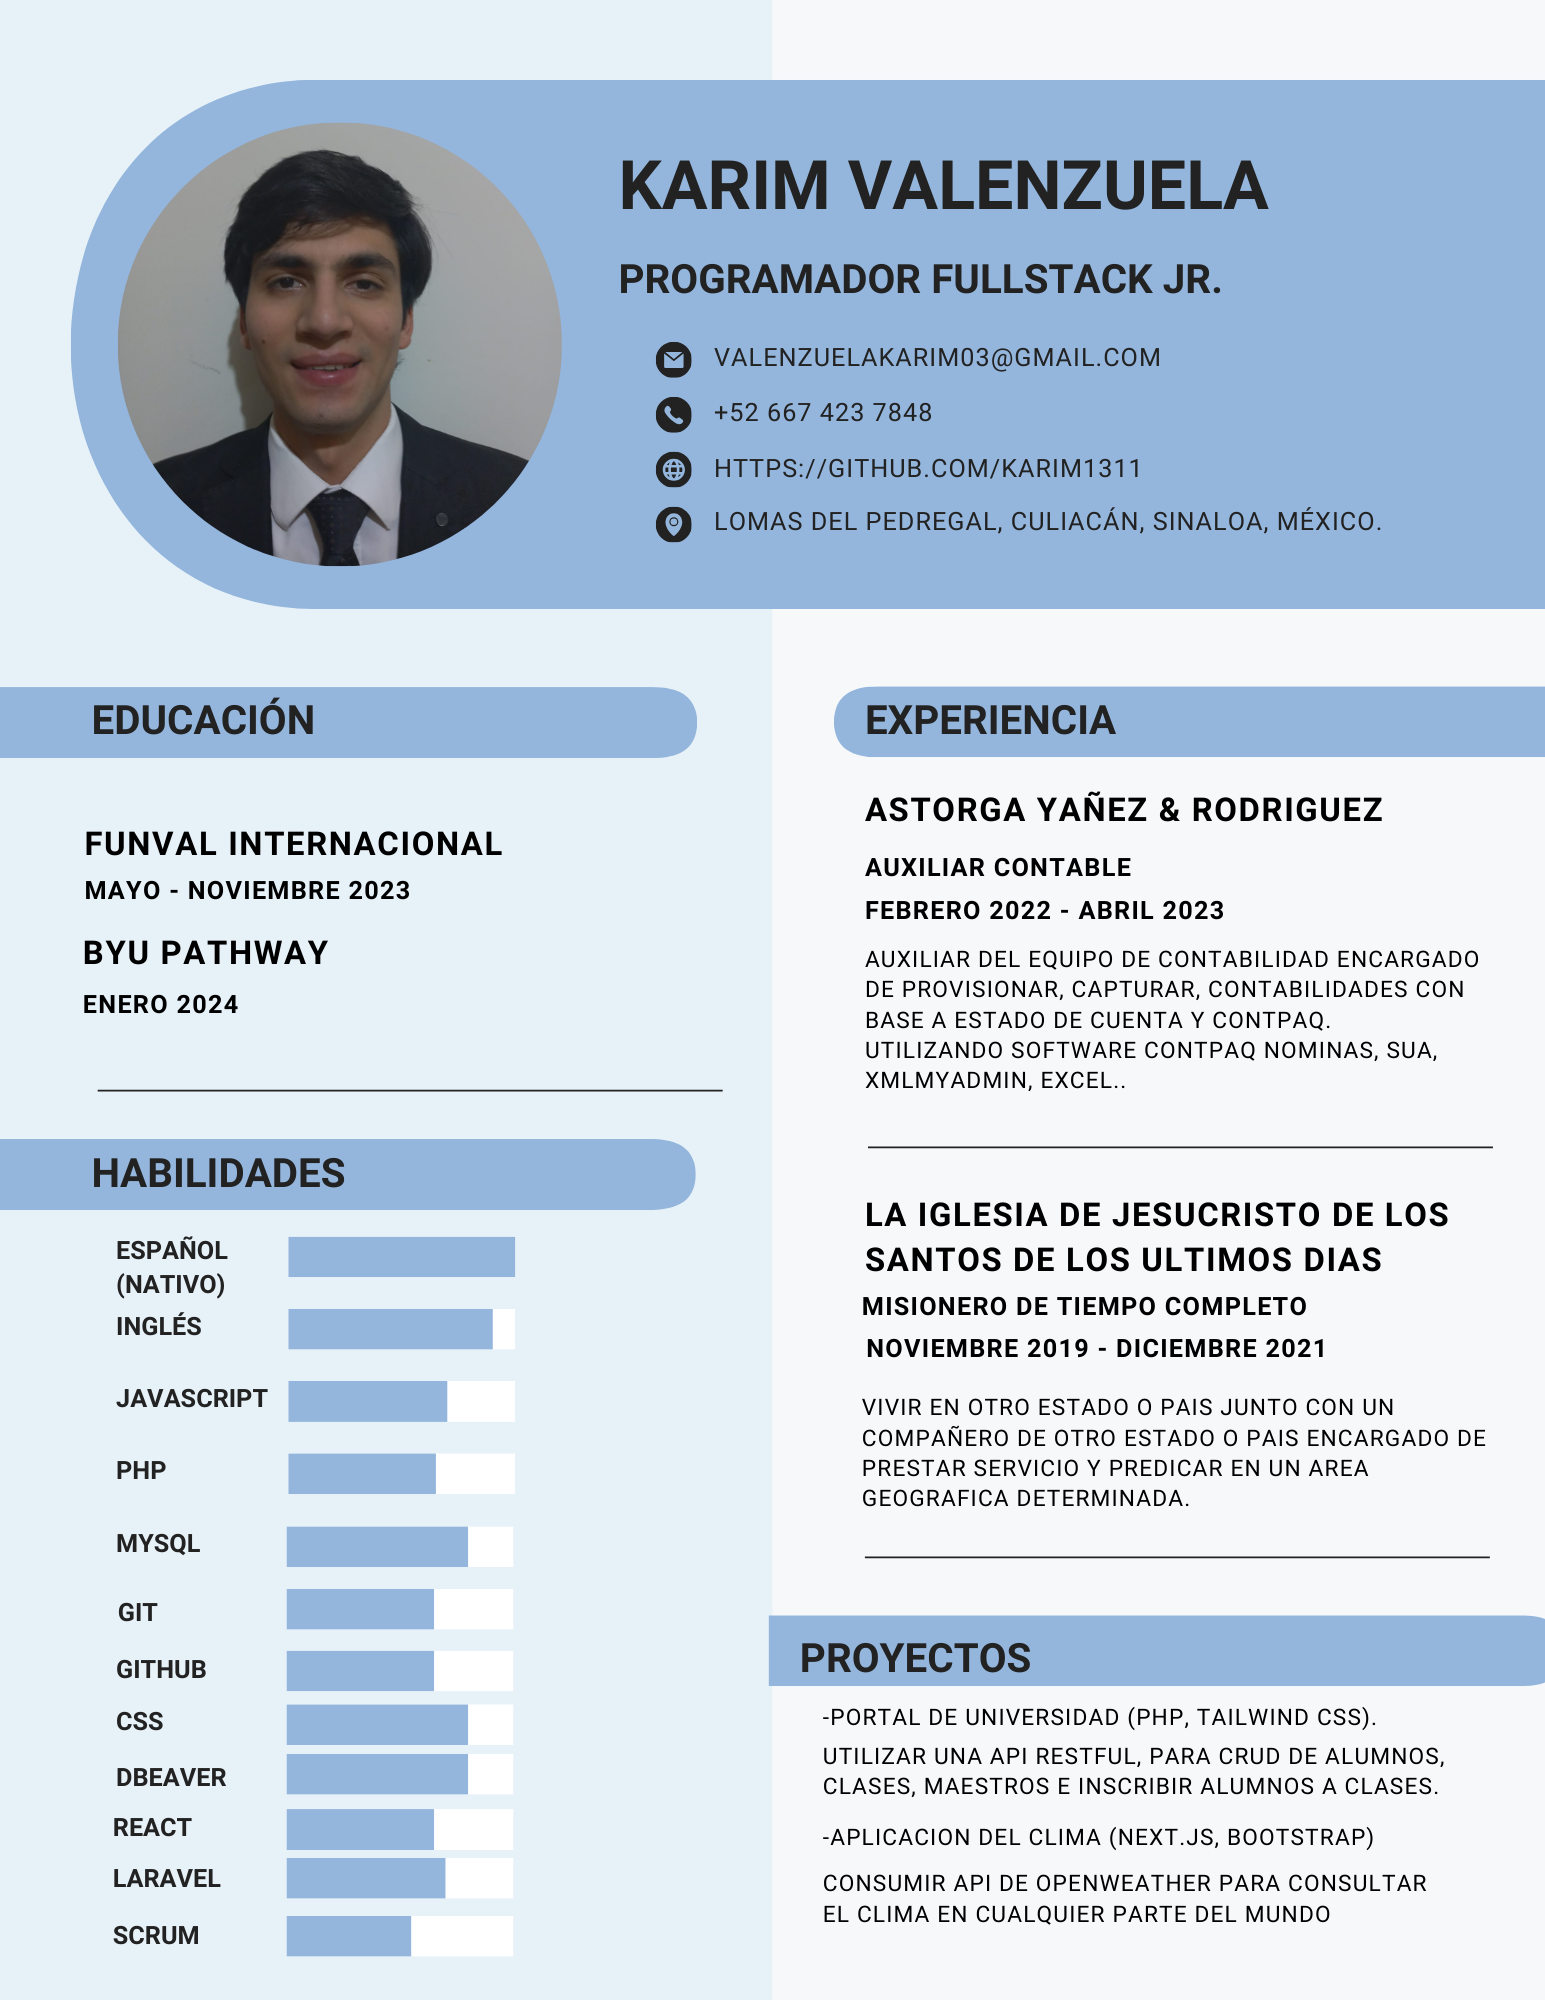 KARIM VALENZUELA
PROGRAMADOR FULLSTACK JR.
VALENZUELAKARIM03@GMAIL.COM
+52 667 423 7848
HTTPS://GITHUB.COM/KARIM1311
LOMAS DEL PEDREGAL, CULIACÁN, SINALOA, MÉXICO.
EDUCACIÓN
FUNVAL INTERNACIONAL
MAYO - NOVIEMBRE 2023
BYU PATHWAY
ENERO 2024
HABILIDADES
ESPAÑOL
(NATIVO)
INGLÉS
JAVASCRIPT
PHP
MYSQL
GIT
GITHUB
CSS
DBEAVER
REACT
LARAVEL
SCRUM
EXPERIENCIA
ASTORGA YAÑEZ & RODRIGUEZ
AUXILIAR CONTABLE
FEBRERO 2022 - ABRIL 2023
AUXILIAR DEL EQUIPO DE CONTABILIDAD ENCARGADO
DE PROVISIONAR, CAPTURAR, CONTABILIDADES CON
BASE A ESTADO DE CUENTA Y CONTPAQ.
UTILIZANDO SOFTWARE CONTPAQ NOMINAS, SUA,
XMLMYADMIN, EXCEL..
LA IGLESIA DE JESUCRISTO DE LOS
SANTOS DE LOS ULTIMOS DIAS
MISIONERO DE TIEMPO COMPLETO
NOVIEMBRE 2019 - DICIEMBRE 2021
VIVIR EN OTRO ESTADO O PAIS JUNTO CON UN
COMPAÑERO DE OTRO ESTADO O PAIS ENCARGADO DE
PRESTAR SERVICIO Y PREDICAR EN UN AREA
GEOGRAFICA DETERMINADA.
PROYECTOS
-PORTAL DE UNIVERSIDAD (PHP, TAILWIND CSS).
UTILIZAR UNA API RESTFUL, PARA CRUD DE ALUMNOS,
CLASES, MAESTROS E INSCRIBIR ALUMNOS A CLASES.
-APLICACION DEL CLIMA (NEXT.JS, BOOTSTRAP)
CONSUMIR API DE OPENWEATHER PARA CONSULTAR
EL CLIMA EN CUALQUIER PARTE DEL MUNDO